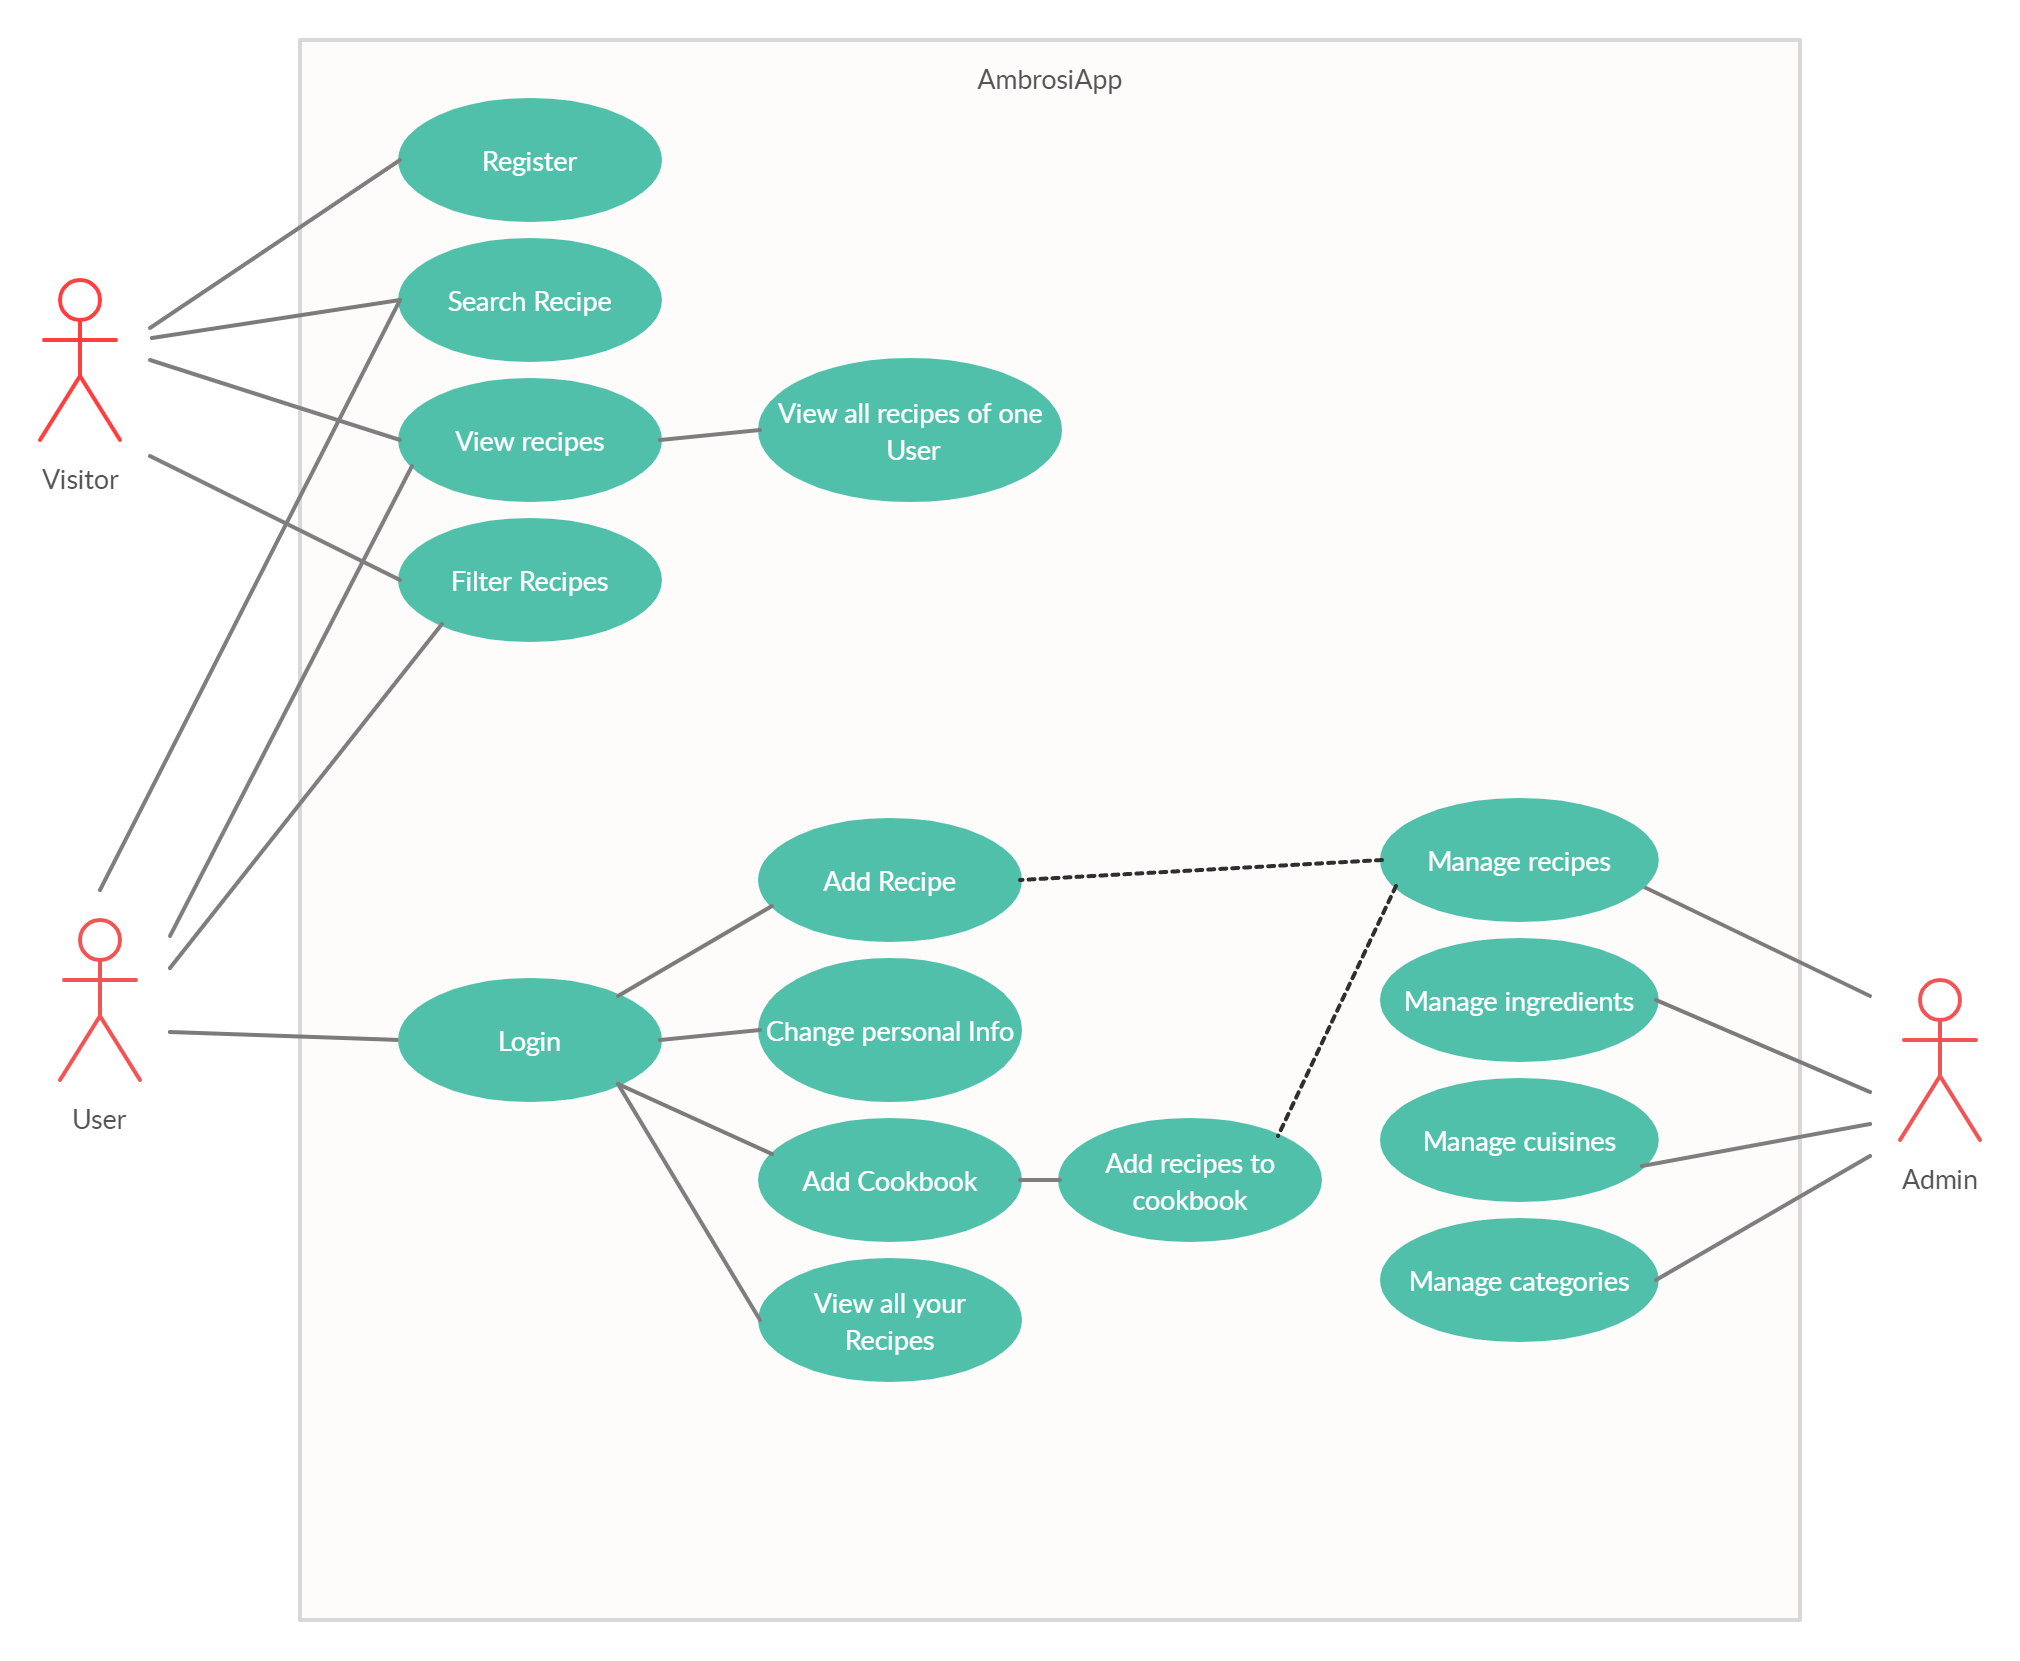 AmbrosiApp
Register
Search Recipe
Visitor
View recipes
View all recipes of one
User
Filter Recipes
User
Login
Add Recipe
Change personal Info
Add Cookbook
Add recipes to
cookbook
View all your
Recipes
Manage recipes
Manage ingredients
Manage cuisines
Manage categories
Admin